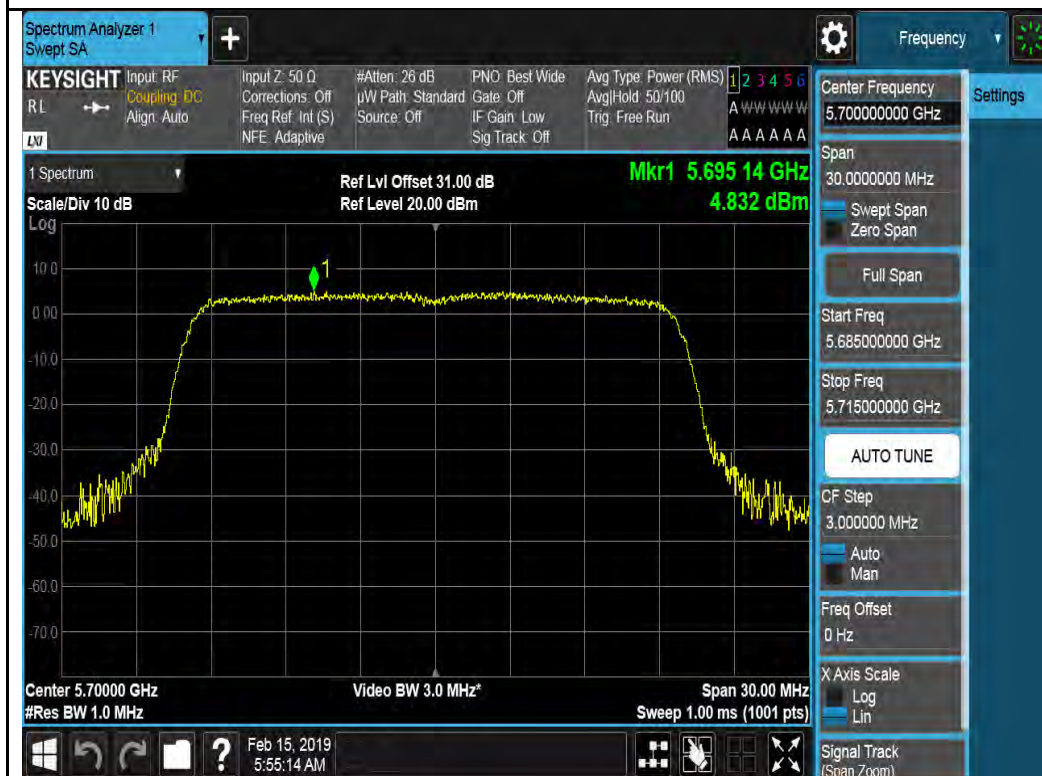 Spectrum Analyzer 1
Swept SA
+
Frequency
KEYSIGHT
R L
LXI
Input: RF
Coupling: DC
Align: Auto
Input Z: 50 Ω
Corrections: Off
Freq Ref: Int (S)
NFE: Adaptive
#Atten: 26 dB
µW Path: Standard
Source: Off
PNO: Best Wide
Gate: Off
IF Gain: Low
Sig Track: Off
Avg Type: Power (RMS)
Avg|Hold: 50/100
Trig: Free Run
1 2 3 4 5 6
A W W W W W
A A A A A A
1 Spectrum
Scale/Div 10 dB
Ref Lvl Offset 31.00 dB
Ref Level 20.00 dBm
Mkr1 5.695 14 GHz
4.832 dBm
Log
10.0
0.00
-10.0
-20.0
-30.0
-40.0
-50.0
-60.0
-70.0
1
Center 5.70000 GHz
#Res BW 1.0 MHz
Video BW 3.0 MHz*
Span 30.00 MHz
Sweep 1.00 ms (1001 pts)
?
Feb 15, 2019
5:55:14 AM
Center Frequency
5.700000000 GHz
Span
30.0000000 MHz
Swept Span
Zero Span
Full Span
Start Freq
5.685000000 GHz
Stop Freq
5.715000000 GHz
AUTO TUNE
CF Step
3.000000 MHz
Auto
Man
Freq Offset
0 Hz
X Axis Scale
Log
Lin
Signal Track
(Span Zoom)
Settings